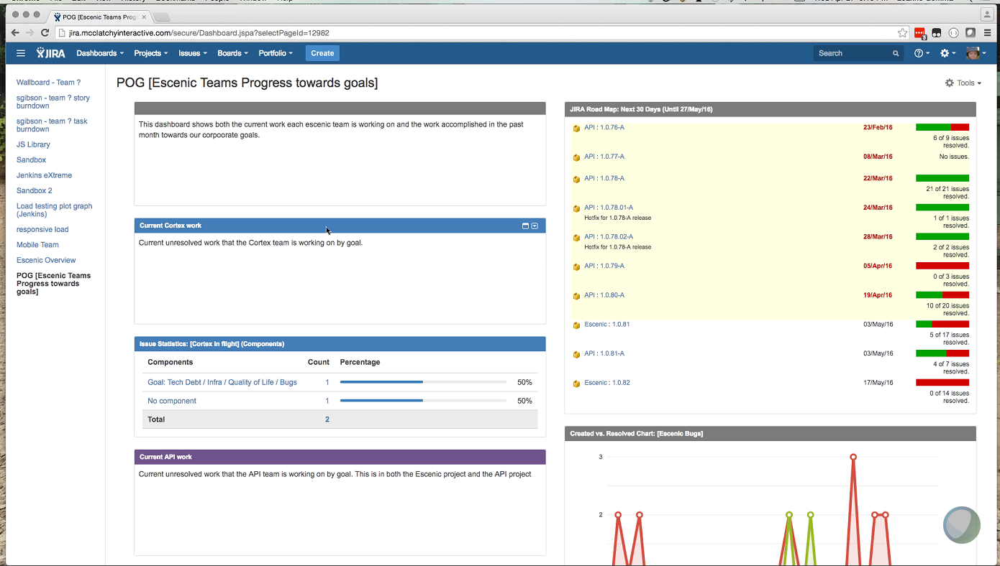 POG [Escenic Teams Prog
jira.mcclatchyinteractive.com/secure/Dashboard.jspa?selectPageId=12982
JIRA Dashboards Projects Issues Boards Portfolio Create Search
Wallboard - Team ?
sgibson - team ? story
burndown
sgibson - team ? task
burndown
JS Library
Sandbox
Jenkins eXtreme
Sandbox 2
Load testing plot graph
(Jenkins)
responsive load
Mobile Team
Escenic Overview
POG [Escenic Teams
Progress towards
goals]
POG [Escenic Teams Progress towards goals]
Tools
This dashboard shows both the current work each escenic team is working on and the work accomplished in the past
month towards our corpoorate goals.
Current Cortex work
Current unresolved work that the Cortex team is working on by goal.
Issue Statistics: [Cortex in flight] (Components)
Components Count Percentage
Goal: Tech Debt / Infra / Quality of Life / Bugs 1 50%
No component 1 50%
Total 2
Current API work
Current unresolved work that the API team is working on by goal. This is in both the Escenic project and the API project
JIRA Road Map: Next 30 Days (Until 27/May/16)
API : 1.0.76-A 23/Feb/16
6 of 9 issues
resolved.
API : 1.0.77-A 08/Mar/16 No issues.
API : 1.0.78-A 22/Mar/16
21 of 21 issues
resolved.
API : 1.0.78.01-A 24/Mar/16
Hotfix for 1.0.78-A release
1 of 1 issues
resolved.
API : 1.0.78.02-A 28/Mar/16
Hotfix for 1.0.78-A release
2 of 2 issues
resolved.
API : 1.0.79-A 05/Apr/16
0 of 3 issues
resolved.
API : 1.0.80-A 19/Apr/16
10 of 20 issues
resolved.
Escenic : 1.0.81 03/May/16
5 of 17 issues
resolved.
API : 1.0.81-A 03/May/16
4 of 7 issues
resolved.
Escenic : 1.0.82 17/May/16
0 of 14 issues
resolved.
Created vs. Resolved Chart: [Escenic Bugs]
3
2